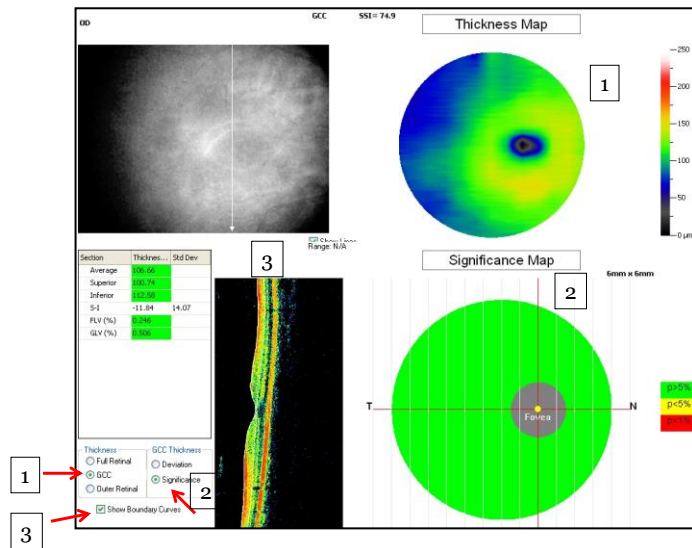 OD
GCC
SSI= 74.9
Thickness Map
1
250
200
150
100
50
0 µm
Show Lines
Range: N/A
3
Significance Map
6mm x 6mm
2
Section Thicknes... Std Dev
Average 106.66
Superior 100.74
Inferior 112.58
S-I -11.84 14.07
FLV (%) 0.246
GLV (%) 0.506
T
N
Fovea
p>5%
p<5%
p<1%
Thickness
Full Retinal
GCC
Outer Retinal
GCC Thickness
Deviation
Significance
1
2
3
Show Boundary Curves